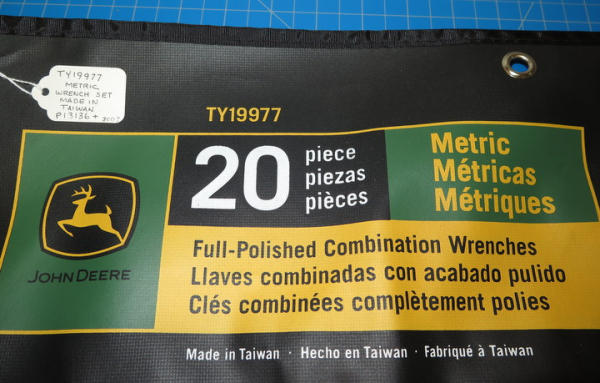 TY19977
METRIC
WRENCH SET
MADE IN
TAIWAN
P13136 + 2007
TY19977
20 piece
piezas
pièces
Metric
Métricas
Métriques
JOHN DEERE
Full-Polished Combination Wrenches
Llaves combinadas con acabado pulido
Clés combinées complètement polies
Made in Taiwan · Hecho en Taiwan · Fabriqué à Taiwan